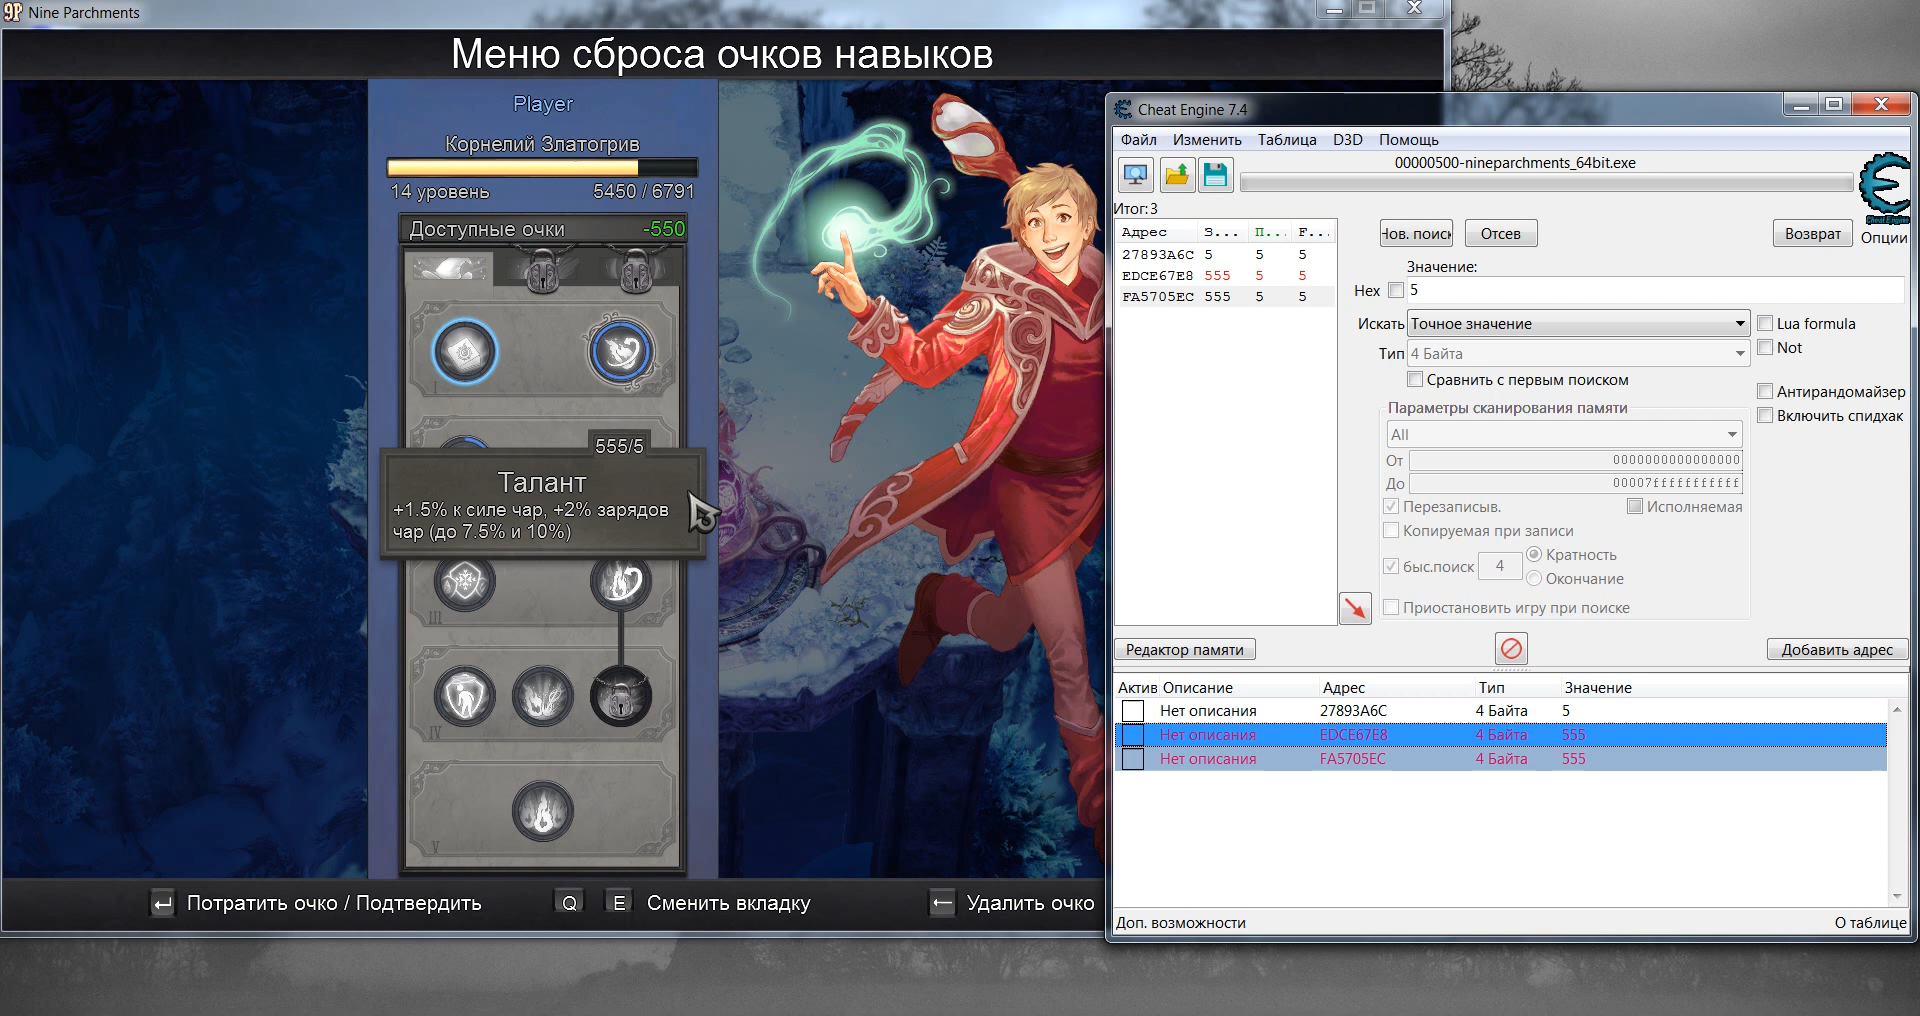 9P Nine Parchments
Меню сброса очков навыков
Player
Корнелий Златогрив
14 уровень 5450 / 6791
Доступные очки -550
I
555/5
Талант
+1.5% к силе чар, +2% зарядов
чар (до 7.5% и 10%)
III
IV
V
Потратить очко / Подтвердить
Q E Сменить вкладку
Удалить очко
Cheat Engine 7.4
Файл Изменить Таблица D3D Помощь
00000500-nineparchments_64bit.exe
Cheat Engine
Итог:3
Адрес З... П... F...
27893A6C 5 5 5
EDCE67E8 555 5 5
FA5705EC 555 5 5
Нов. поиск Отсев Возврат Опции
Значение:
Hex 5
Искать Точное значение Lua formula
Тип 4 Байта Not
Сравнить с первым поиском
Антирандомайзер
Включить спидхак
Параметры сканирования памяти
All
От 0000000000000000
До 00007fffffffffff
Перезаписыв. Исполняемая
Копируемая при записи
быс.поиск 4 Кратность
Окончание
Приостановить игру при поиске
Редактор памяти Добавить адрес
Актив Описание Адрес Тип Значение
Нет описания 27893A6C 4 Байта 5
Нет описания EDCE67E8 4 Байта 555
Нет описания FA5705EC 4 Байта 555
Доп. возможности О таблице